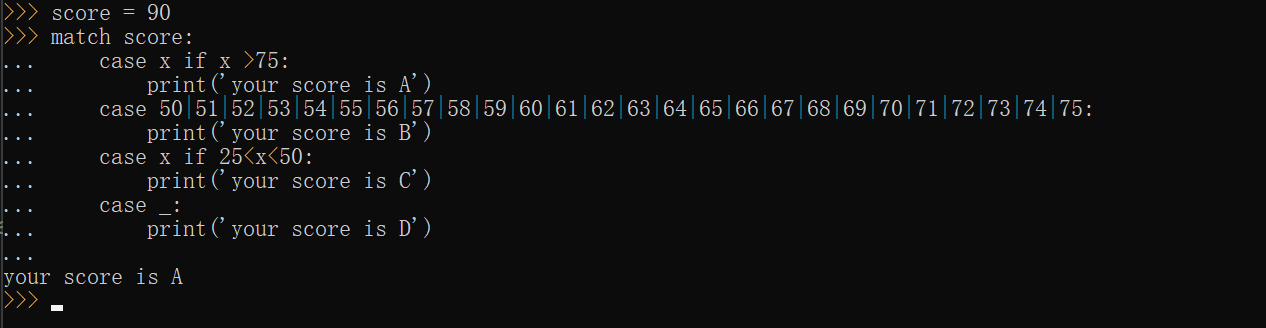 >>> score = 90
>>> match score:
...     case x if x >75:
...         print('your score is A')
...     case 50|51|52|53|54|55|56|57|58|59|60|61|62|63|64|65|66|67|68|69|70|71|72|73|74|75:
...         print('your score is B')
...     case x if 25<x<50:
...         print('your score is C')
...     case _:
...         print('your score is D')
...
your score is A
>>>